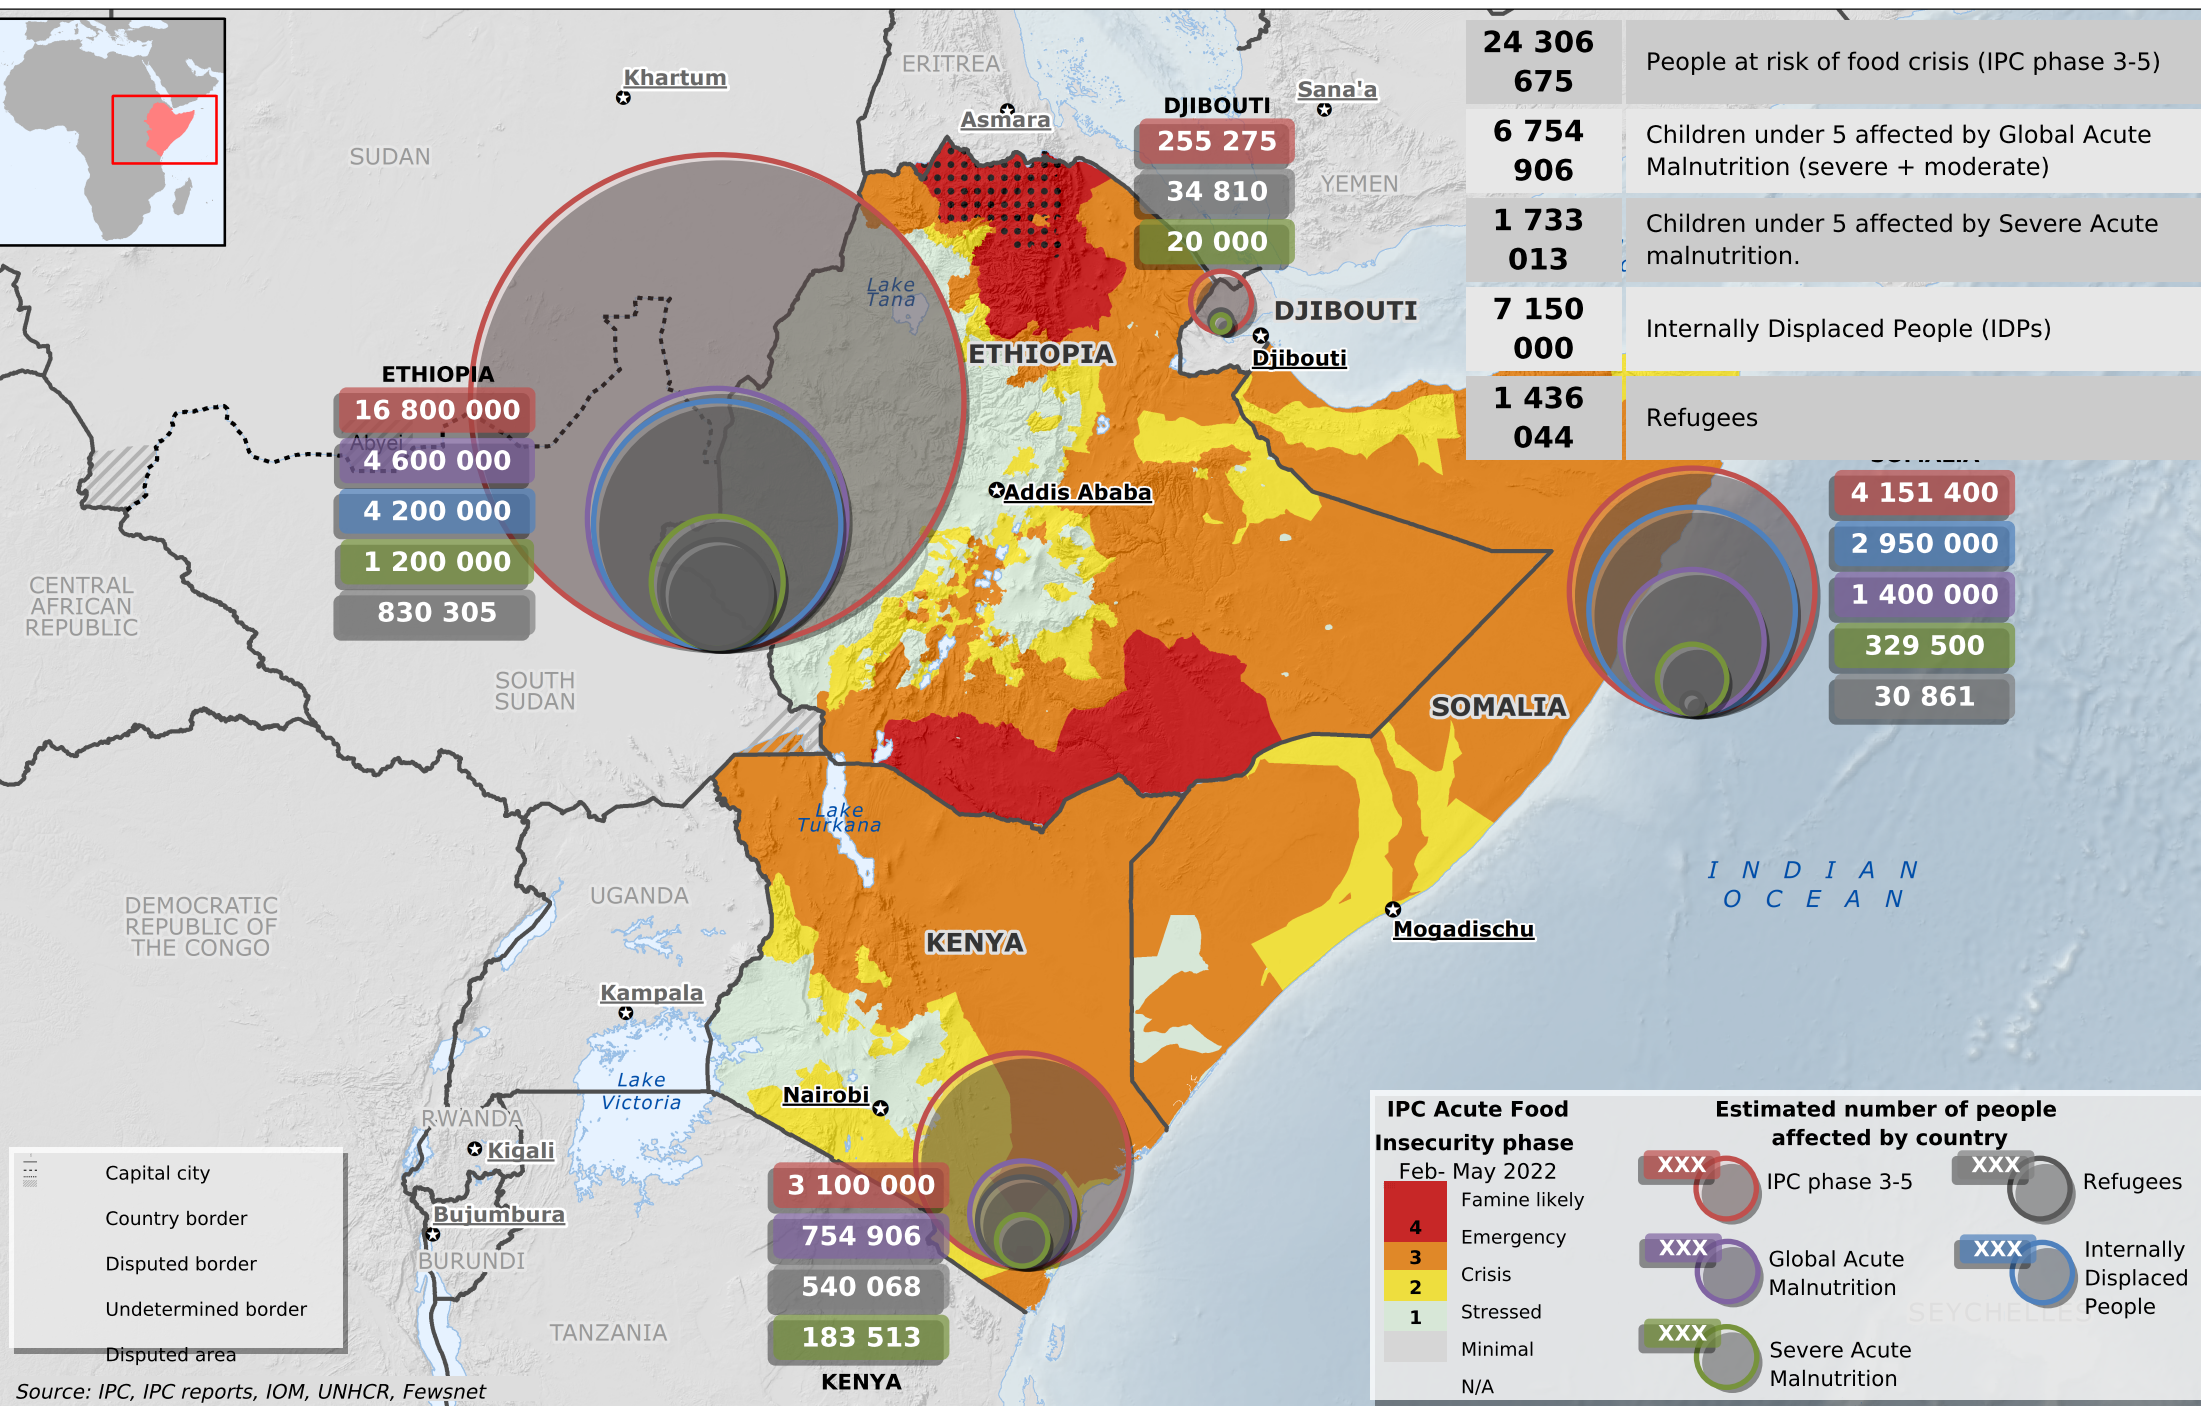 24 306
675
People at risk of food crisis (IPC phase 3-5)
6 754
906
Children under 5 affected by Global Acute
Malnutrition (severe + moderate)
1 733
013
Children under 5 affected by Severe Acute
malnutrition.
7 150
000
Internally Displaced People (IDPs)
1 436
044
Refugees
Khartum
ERITREA
Asmara
Sana'a
SUDAN
YEMEN
DJIBOUTI
255 275
34 810
20 000
Lake
Tana
DJIBOUTI
Djibouti
ETHIOPIA
ETHIOPIA
16 800 000
Abyei
4 600 000
4 200 000
1 200 000
830 305
Addis Ababa
SOMALIA
4 151 400
2 950 000
1 400 000
329 500
30 861
CENTRAL
AFRICAN
REPUBLIC
SOUTH
SUDAN
SOMALIA
Lake
Turkana
INDIAN
OCEAN
DEMOCRATIC
REPUBLIC OF
THE CONGO
UGANDA
KENYA
Mogadischu
Kampala
Nairobi
Lake
Victoria
RWANDA
Kigali
Bujumbura
BURUNDI
TANZANIA
3 100 000
754 906
540 068
183 513
KENYA
Capital city
Country border
Disputed border
Undetermined border
Disputed area
Source: IPC, IPC reports, IOM, UNHCR, Fewsnet
IPC Acute Food
Insecurity phase
Feb- May 2022
Famine likely
4
Emergency
3
Crisis
2
Stressed
1
Minimal
N/A
Estimated number of people
affected by country
XXX
IPC phase 3-5
XXX
Refugees
XXX
Global Acute
Malnutrition
XXX
Internally
Displaced
People
XXX
Severe Acute
Malnutrition
SEYCHELLES